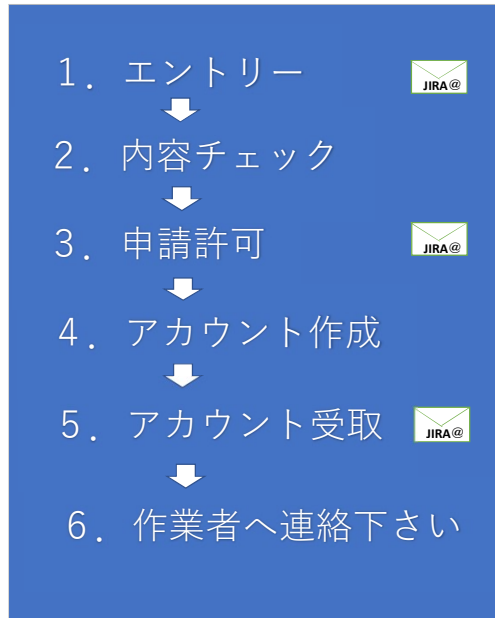 1．エントリー
JIRA@
2．内容チェック
3．申請許可
JIRA@
4．アカウント作成
5．アカウント受取
JIRA@
6．作業者へ連絡下さい